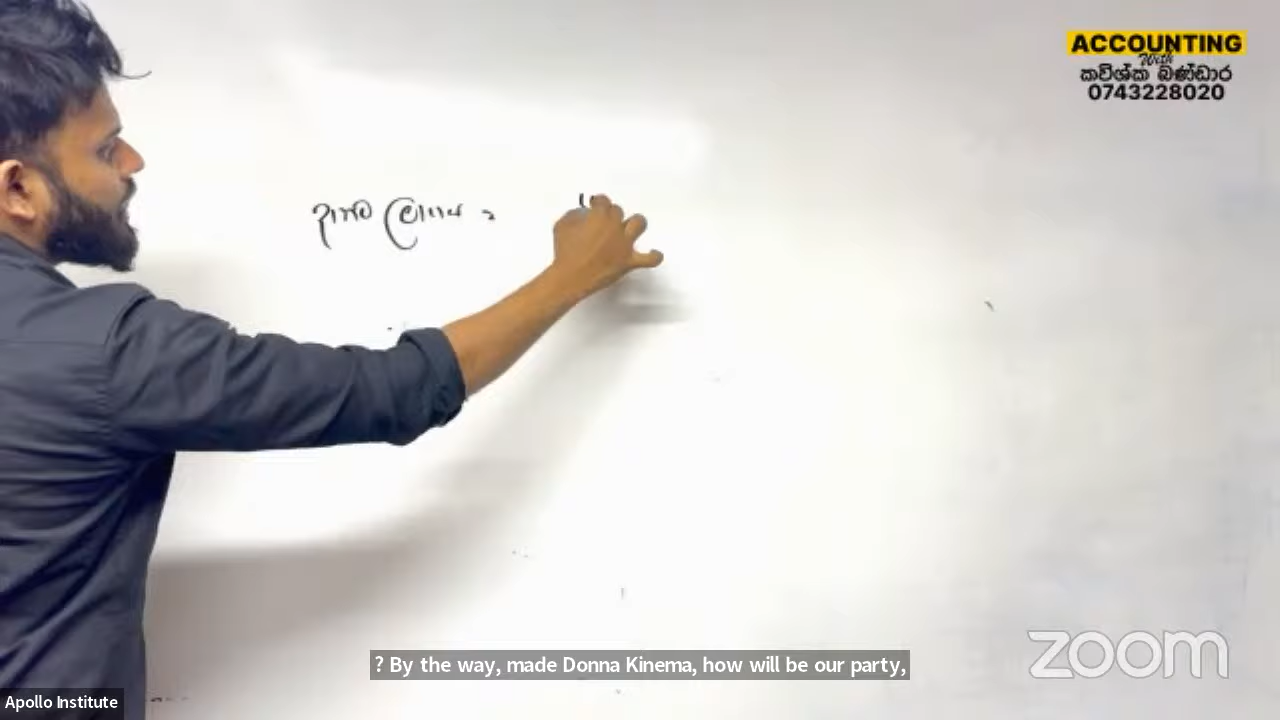 ACCOUNTING
With
කවිශ්ක බණ්ඩාර
0743228020
zoom
? By the way, made Donna Kinema, how will be our party,
Apollo Institute